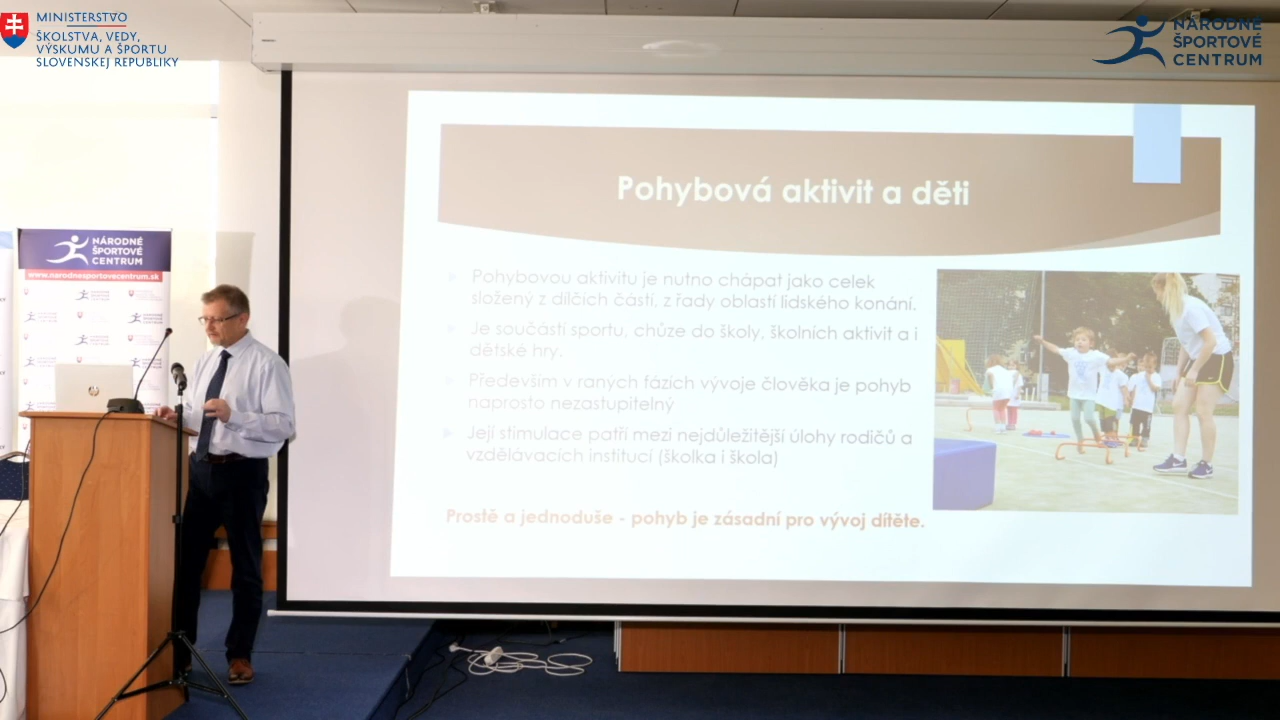 MINISTERSTVO
ŠKOLSTVA, VEDY,
VÝSKUMU A ŠPORTU
SLOVENSKEJ REPUBLIKY
NÁRODNÉ
ŠPORTOVÉ
CENTRUM
Pohybová aktivit a děti
Pohybovou aktivitu je nutno chápat jako celek
složený z dílčích částí, z řady oblastí lidského konání.
Je součástí sportu, chůze do školy, školních aktivit a i
dětské hry.
Především v raných fázích vývoje člověka je pohyb
naprosto nezastupitelný
Její stimulace patří mezi nejdůležitější úlohy rodičů a
vzdělávacích institucí (školka i škola)
Prostě a jednoduše - pohyb je zásadní pro vývoj dítěte.
NÁRODNÉ
ŠPORTOVÉ
CENTRUM
www.narodnesportovecentrum.sk